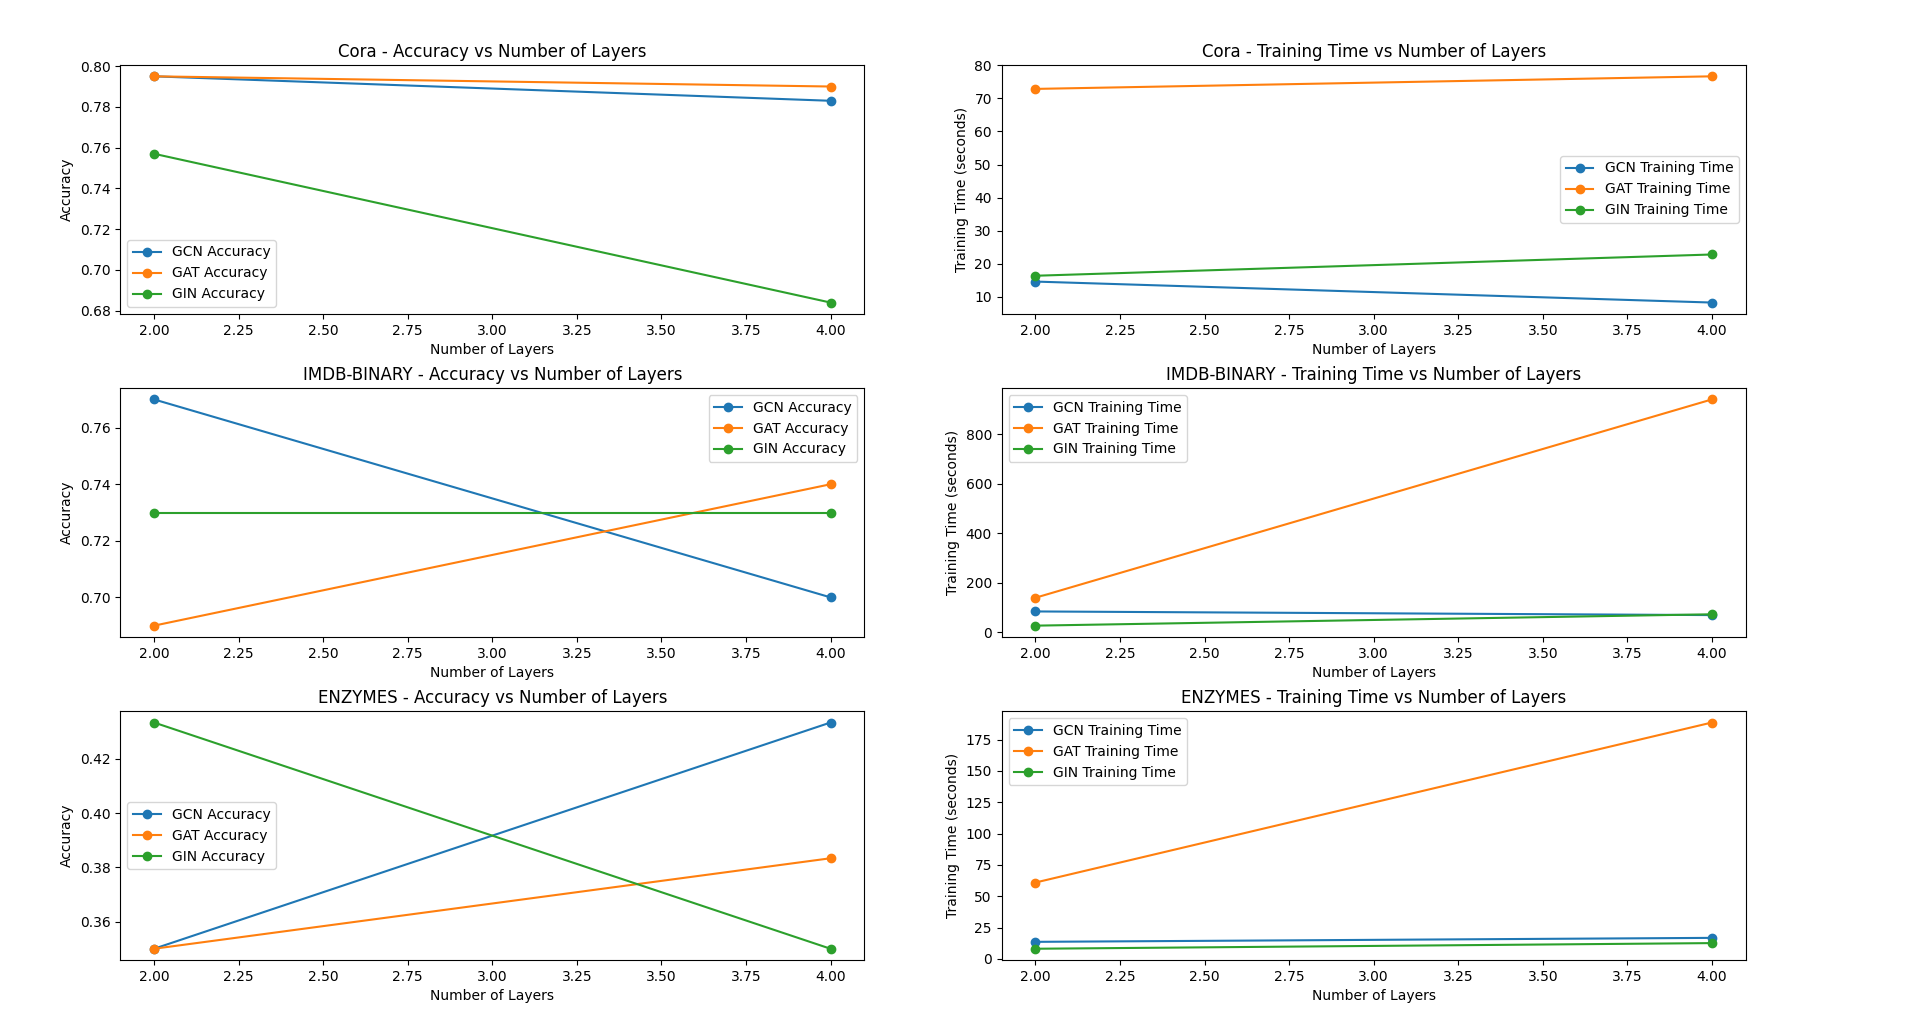 Cora - Accuracy vs Number of Layers
0.80
0.78
0.76
0.74
0.72
0.70
0.68
Accuracy
GCN Accuracy
GAT Accuracy
GIN Accuracy
2.00 2.25 2.50 2.75 3.00 3.25 3.50 3.75 4.00
Number of Layers
Cora - Training Time vs Number of Layers
80
70
60
50
40
30
20
10
Training Time (seconds)
GCN Training Time
GAT Training Time
GIN Training Time
2.00 2.25 2.50 2.75 3.00 3.25 3.50 3.75 4.00
Number of Layers
IMDB-BINARY - Accuracy vs Number of Layers
0.76
0.74
0.72
0.70
Accuracy
GCN Accuracy
GAT Accuracy
GIN Accuracy
2.00 2.25 2.50 2.75 3.00 3.25 3.50 3.75 4.00
Number of Layers
IMDB-BINARY - Training Time vs Number of Layers
800
600
400
200
0
Training Time (seconds)
GCN Training Time
GAT Training Time
GIN Training Time
2.00 2.25 2.50 2.75 3.00 3.25 3.50 3.75 4.00
Number of Layers
ENZYMES - Accuracy vs Number of Layers
0.42
0.40
0.38
0.36
Accuracy
GCN Accuracy
GAT Accuracy
GIN Accuracy
2.00 2.25 2.50 2.75 3.00 3.25 3.50 3.75 4.00
Number of Layers
ENZYMES - Training Time vs Number of Layers
175
150
125
100
75
50
25
0
Training Time (seconds)
GCN Training Time
GAT Training Time
GIN Training Time
2.00 2.25 2.50 2.75 3.00 3.25 3.50 3.75 4.00
Number of Layers